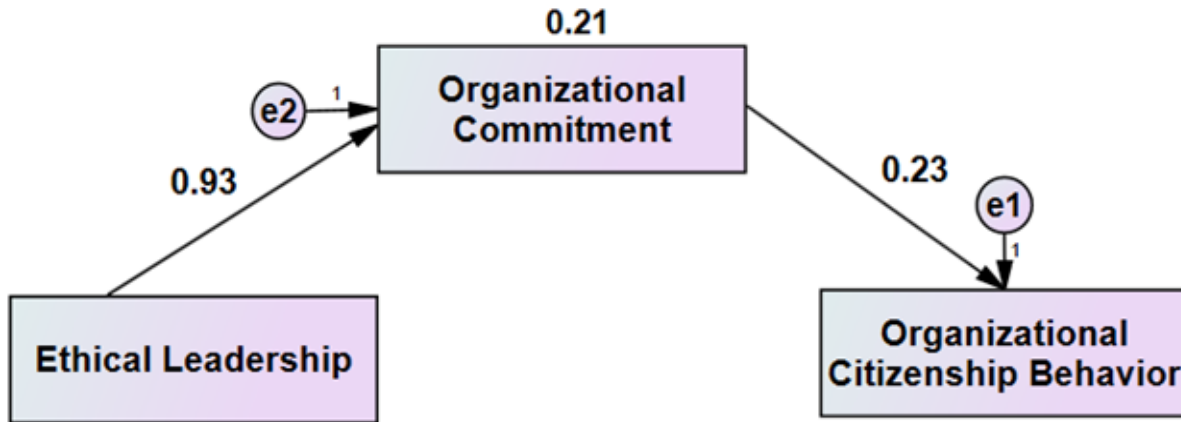 0.21
Organizational
Commitment
e2
1
0.93
0.23
e1
1
Ethical Leadership
Organizational
Citizenship Behavior